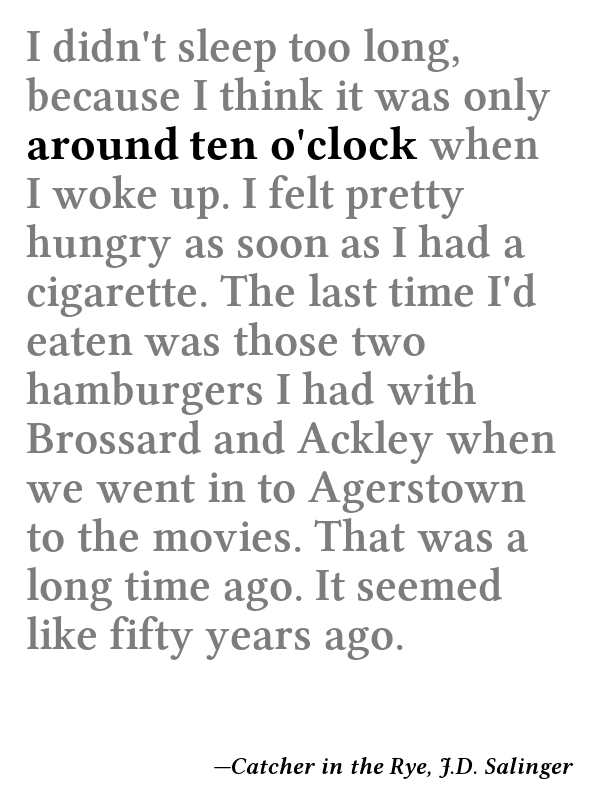 I didn't sleep too long,
because I think it was only
around ten o'clock when
I woke up. I felt pretty
hungry as soon as I had a
cigarette. The last time I'd
eaten was those two
hamburgers I had with
Brossard and Ackley when
we went in to Agerstown
to the movies. That was a
long time ago. It seemed
like fifty years ago.
—Catcher in the Rye, J.D. Salinger